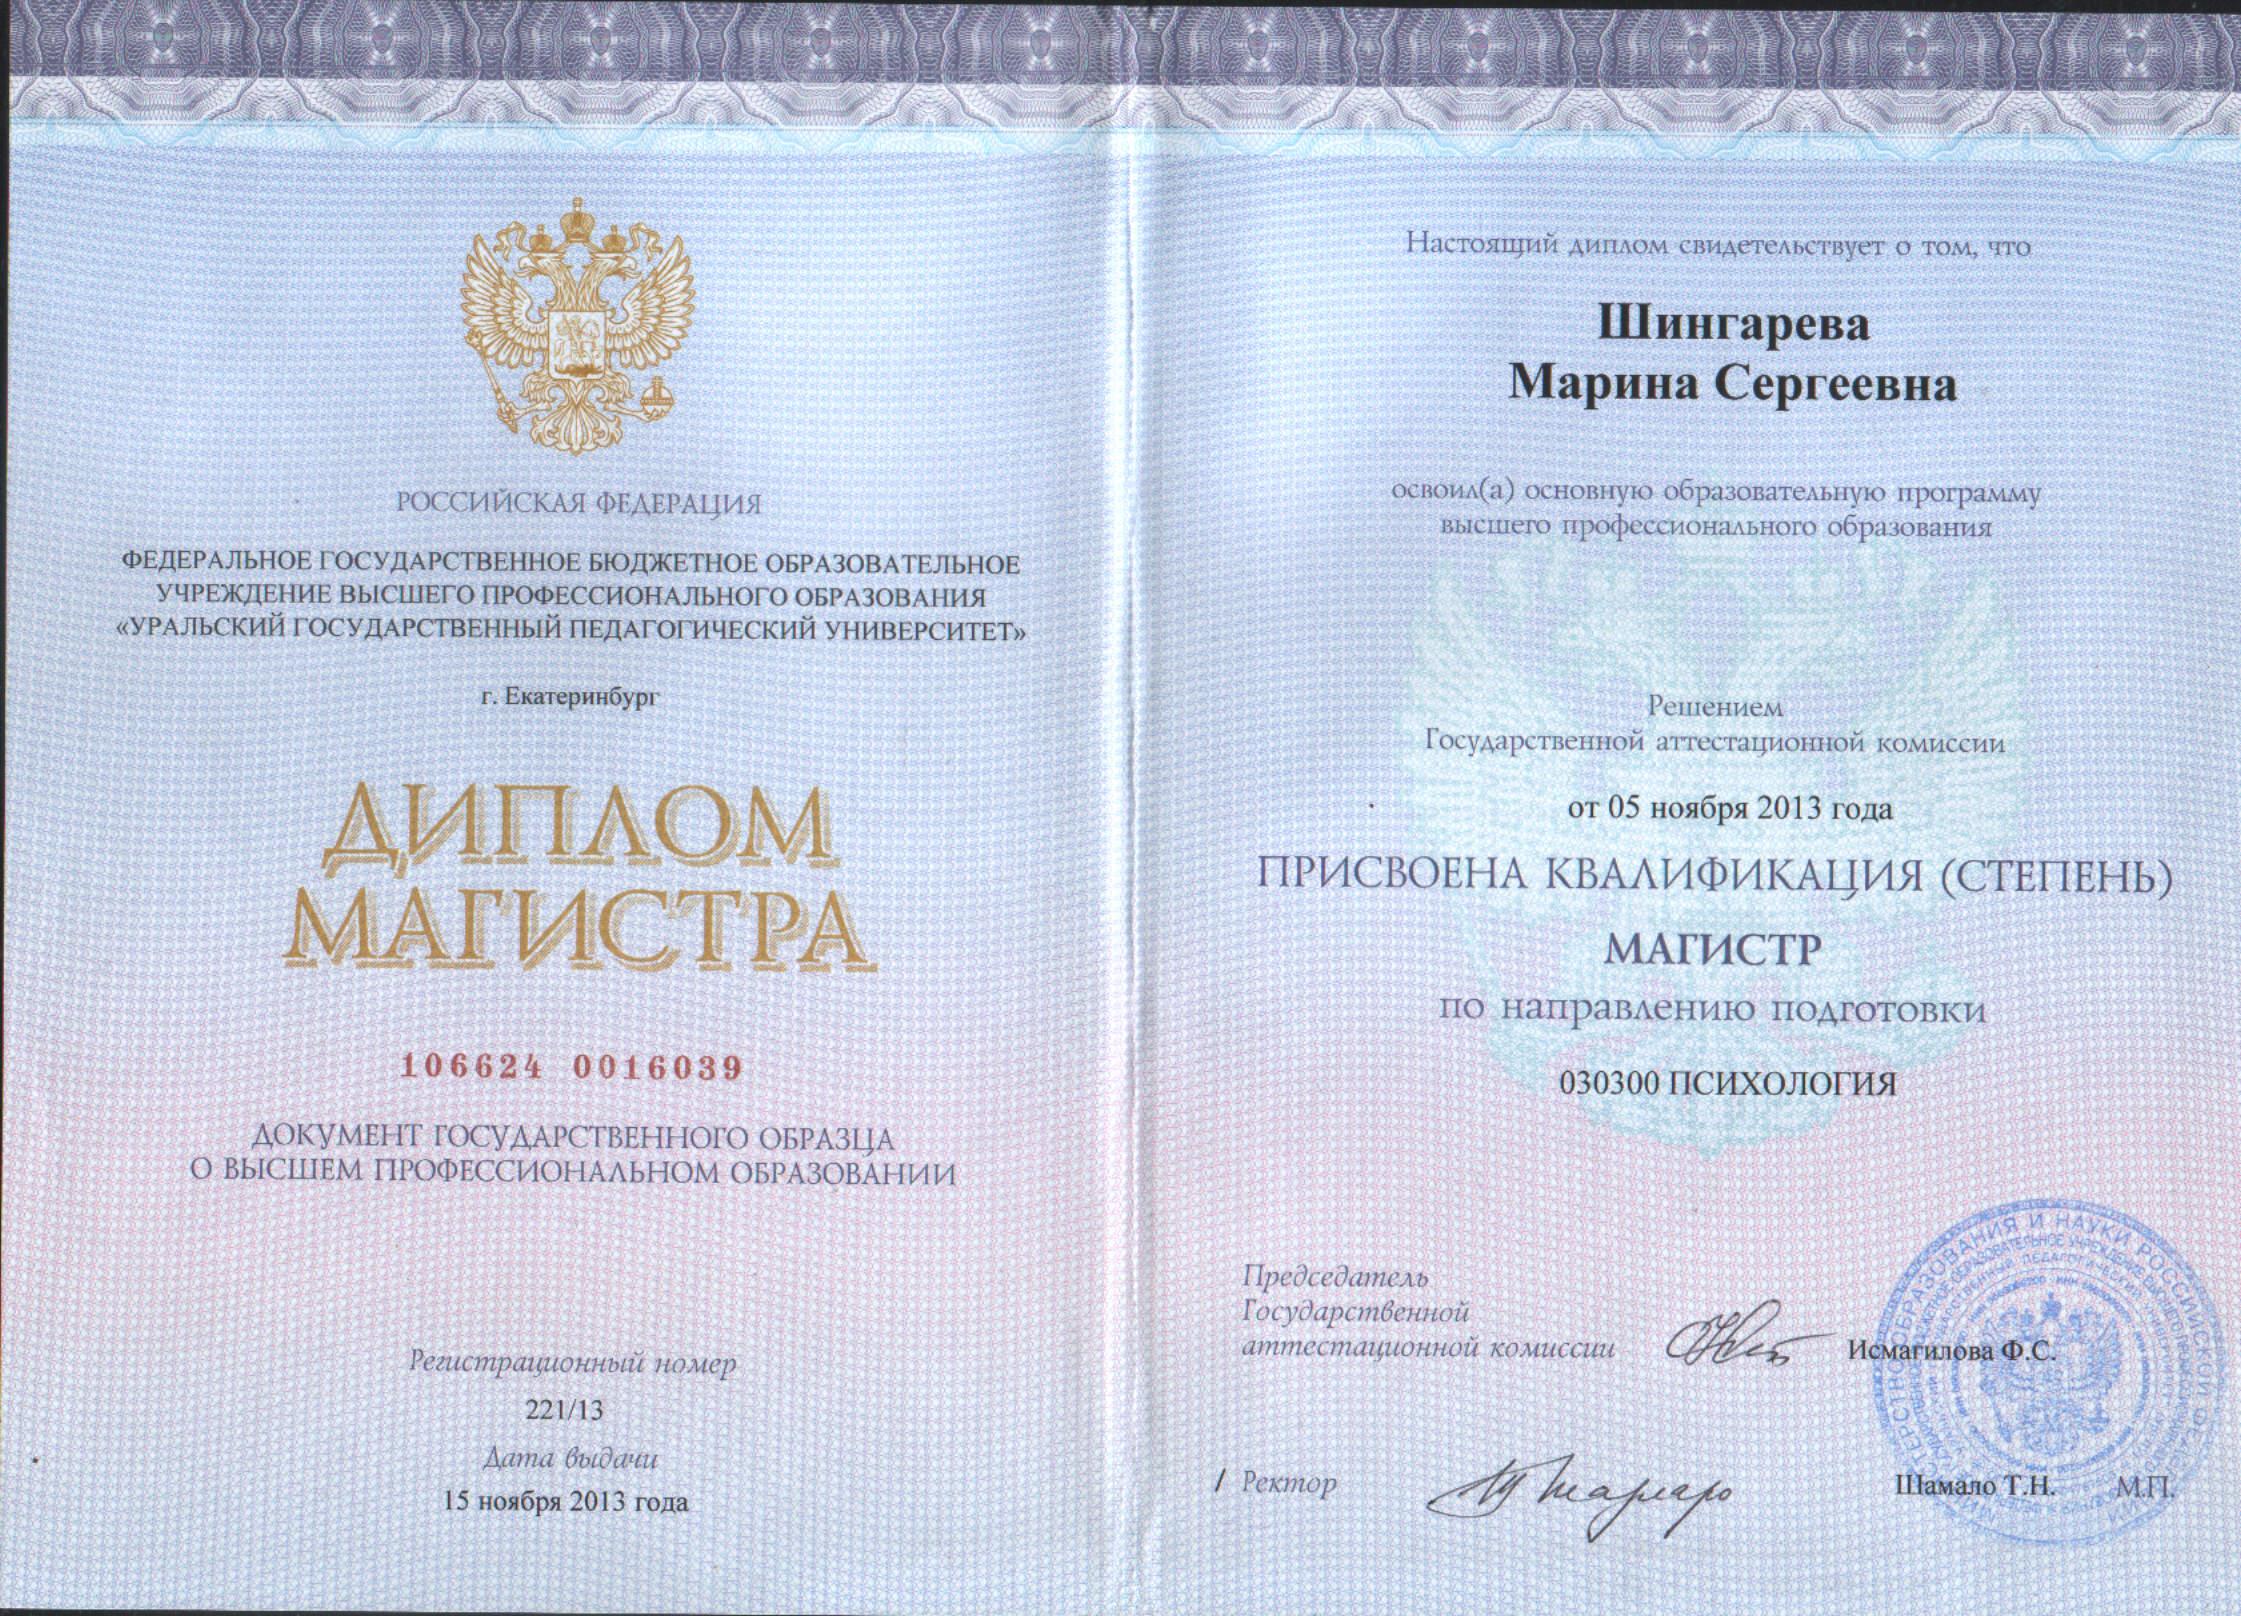 РОССИЙСКАЯ ФЕДЕРАЦИЯ
ФЕДЕРАЛЬНОЕ ГОСУДАРСТВЕННОЕ БЮДЖЕТНОЕ ОБРАЗОВАТЕЛЬНОЕ
УЧРЕЖДЕНИЕ ВЫСШЕГО ПРОФЕССИОНАЛЬНОГО ОБРАЗОВАНИЯ
«УРАЛЬСКИЙ ГОСУДАРСТВЕННЫЙ ПЕДАГОГИЧЕСКИЙ УНИВЕРСИТЕТ»
г. Екатеринбург
ДИПЛОМ
МАГИСТРА
106624 0016039
ДОКУМЕНТ ГОСУДАРСТВЕННОГО ОБРАЗЦА
О ВЫСШЕМ ПРОФЕССИОНАЛЬНОМ ОБРАЗОВАНИИ
Регистрационный номер
221/13
Дата выдачи
15 ноября 2013 года
Настоящий диплом свидетельствует о том, что
Шингарева
Марина Сергеевна
освоил(а) основную образовательную программу
высшего профессионального образования
Решением
Государственной аттестационной комиссии
от 05 ноября 2013 года
ПРИСВОЕНА КВАЛИФИКАЦИЯ (СТЕПЕНЬ)
МАГИСТР
по направлению подготовки
030300 ПСИХОЛОГИЯ
Председатель
Государственной
аттестационной комиссии
Исмагилова Ф.С.
/ Ректор
Шамало Т.Н.
М.П.